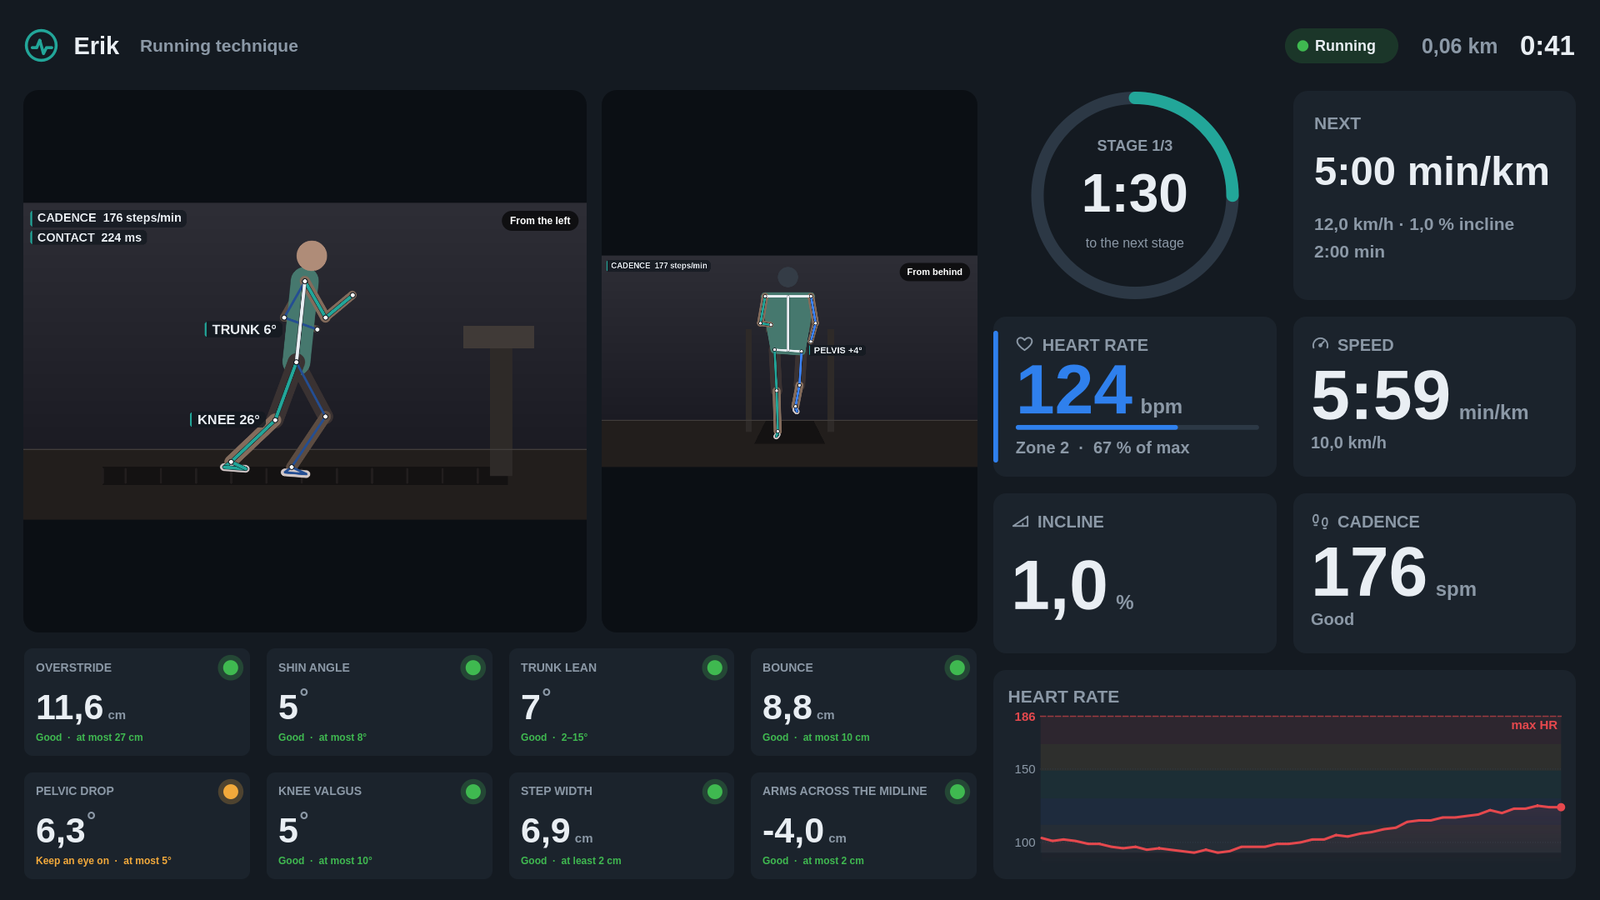 Erik
Running technique
Running
0,06 km
0:41
CADENCE 176 steps/min
CONTACT 224 ms
From the left
TRUNK 6°
KNEE 26°
CADENCE 177 steps/min
From behind
PELVIS +4°
STAGE 1/3
1:30
to the next stage
NEXT
5:00 min/km
12,0 km/h · 1,0 % incline
2:00 min
HEART RATE
124 bpm
Zone 2 · 67 % of max
SPEED
5:59 min/km
10,0 km/h
INCLINE
1,0 %
CADENCE
176 spm
Good
OVERSTRIDE
11,6 cm
Good · at most 27 cm
SHIN ANGLE
5°
Good · at most 8°
TRUNK LEAN
7°
Good · 2–15°
BOUNCE
8,8 cm
Good · at most 10 cm
PELVIC DROP
6,3°
Keep an eye on · at most 5°
KNEE VALGUS
5°
Good · at most 10°
STEP WIDTH
6,9 cm
Good · at least 2 cm
ARMS ACROSS THE MIDLINE
-4,0 cm
Good · at most 2 cm
HEART RATE
186
max HR
150
100